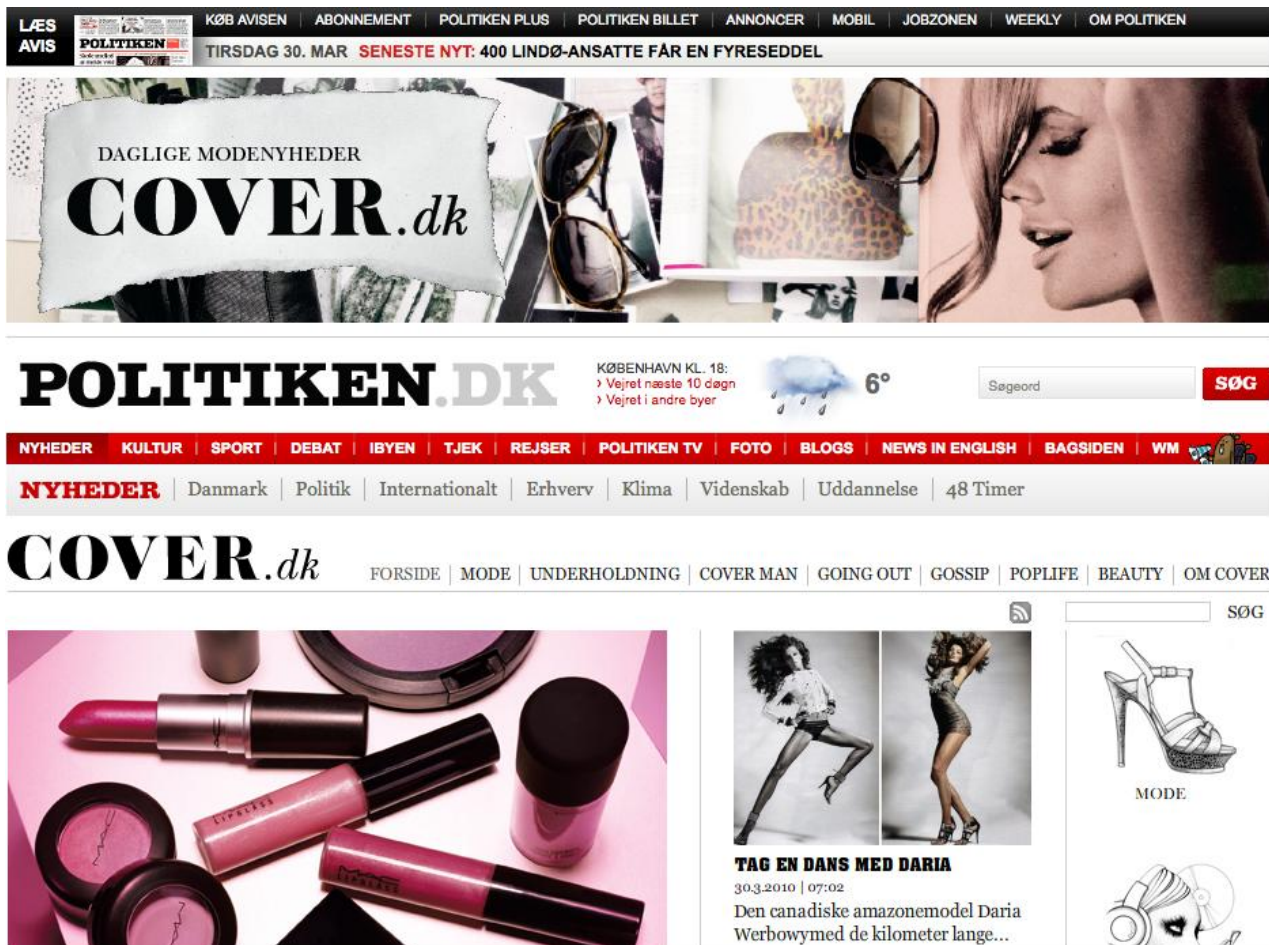 LÆS AVIS
POLITIKEN
KØB AVISEN | ABONNEMENT | POLITIKEN PLUS | POLITIKEN BILLET | ANNONCER | MOBIL | JOBZONEN | WEEKLY | OM POLITIKEN
TIRSDAG 30. MAR SENESTE NYT: 400 LINDØ-ANSATTE FÅR EN FYRESEDDEL
DAGLIGE MODENYHEDER
COVER.dk
POLITIKEN.DK
KØBENHAVN KL. 18:
› Vejret næste 10 døgn
› Vejret i andre byer
6°
Søgeord
SØG
NYHEDER | KULTUR | SPORT | DEBAT | IBYEN | TJEK | REJSER | POLITIKEN TV | FOTO | BLOGS | NEWS IN ENGLISH | BAGSIDEN | WM
NYHEDER | Danmark | Politik | Internationalt | Erhverv | Klima | Videnskab | Uddannelse | 48 Timer
COVER.dk
FORSIDE | MODE | UNDERHOLDNING | COVER MAN | GOING OUT | GOSSIP | POPLIFE | BEAUTY | OM COVER
SØG
MAC
LIPGLASS
MAC
LIPGLASS
MAC
MAC
TAG EN DANS MED DARIA
30.3.2010 | 07:02
Den canadiske amazonemodel Daria
Werbowymed de kilometer lange...
MODE